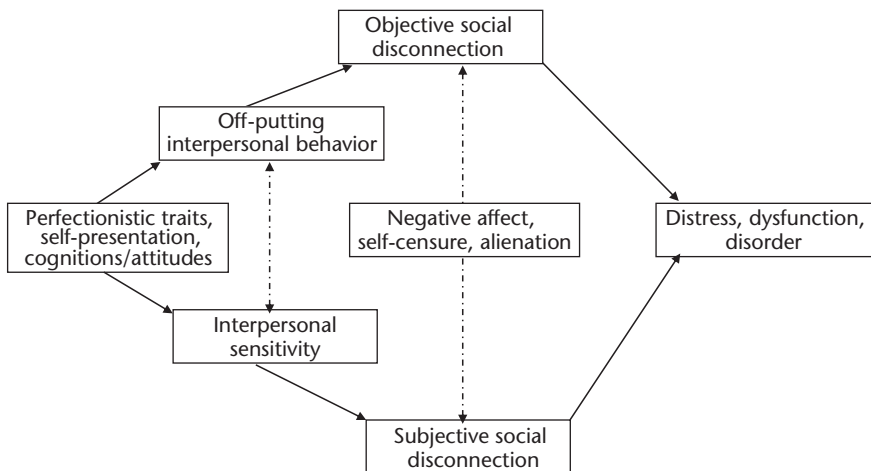 Objective social
disconnection
Off-putting
interpersonal behavior
Perfectionistic traits,
self-presentation,
cognitions/attitudes
Negative affect,
self-censure, alienation
Distress, dysfunction,
disorder
Interpersonal
sensitivity
Subjective social
disconnection